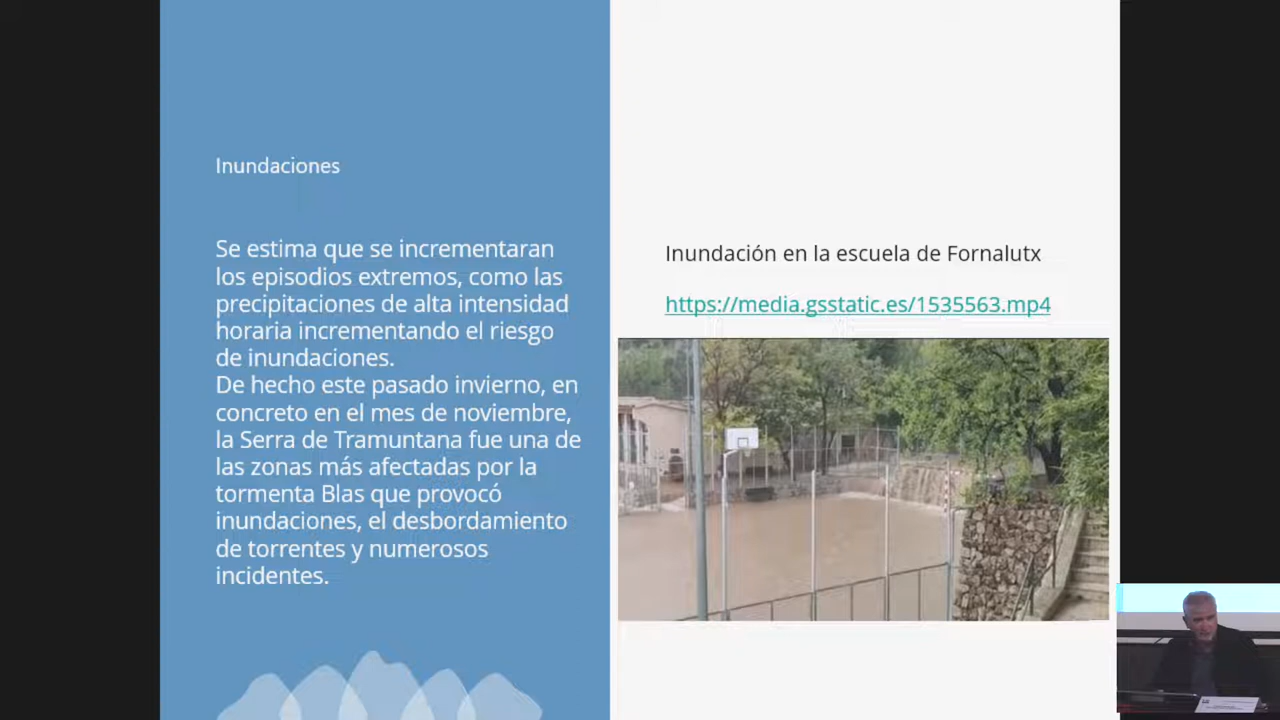 Inundaciones
Se estima que se incrementaran
los episodios extremos, como las
precipitaciones de alta intensidad
horaria incrementando el riesgo
de inundaciones.
De hecho este pasado invierno, en
concreto en el mes de noviembre,
la Serra de Tramuntana fue una de
las zonas más afectadas por la
tormenta Blas que provocó
inundaciones, el desbordamiento
de torrentes y numerosos
incidentes.
Inundación en la escuela de Fornalutx
https://media.gsstatic.es/1535563.mp4